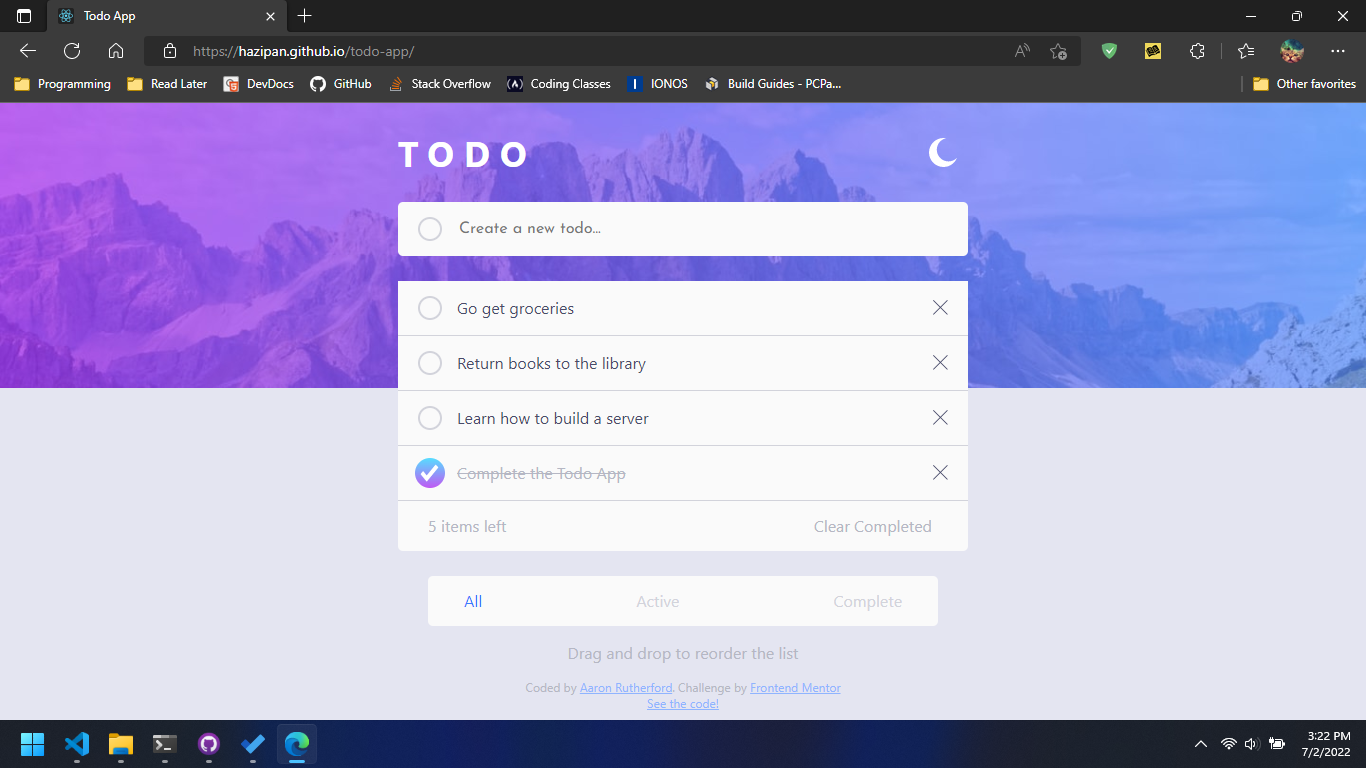 Todo App
https://hazipan.github.io/todo-app/
Programming Read Later DevDocs GitHub Stack Overflow Coding Classes IONOS Build Guides - PCPa... Other favorites
TODO
Create a new todo...
Go get groceries
Return books to the library
Learn how to build a server
Complete the Todo App
5 items left Clear Completed
All Active Complete
Drag and drop to reorder the list
Coded by Aaron Rutherford. Challenge by Frontend Mentor
See the code!
3:22 PM
7/2/2022